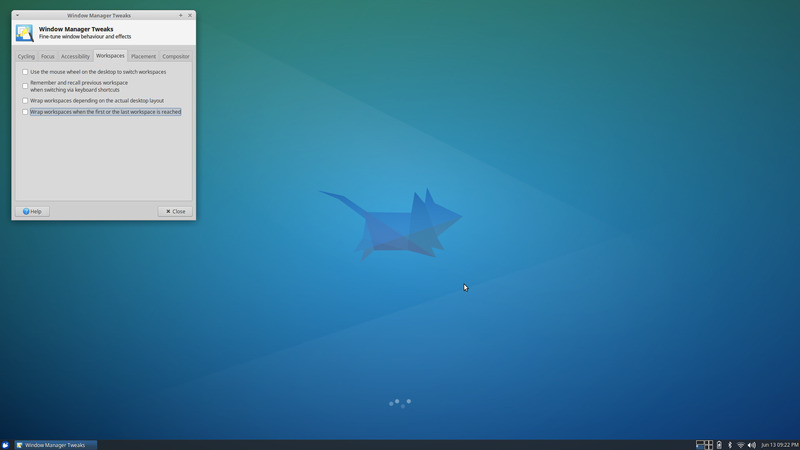 Window Manager Tweaks
Window Manager Tweaks
Fine-tune window behaviour and effects
Cycling
Focus
Accessibility
Workspaces
Placement
Compositor
Use the mouse wheel on the desktop to switch workspaces
Remember and recall previous workspace
when switching via keyboard shortcuts
Wrap workspaces depending on the actual desktop layout
Wrap workspaces when the first or the last workspace is reached
Help
Close
Window Manager Tweaks
Jun 13 09:22 PM